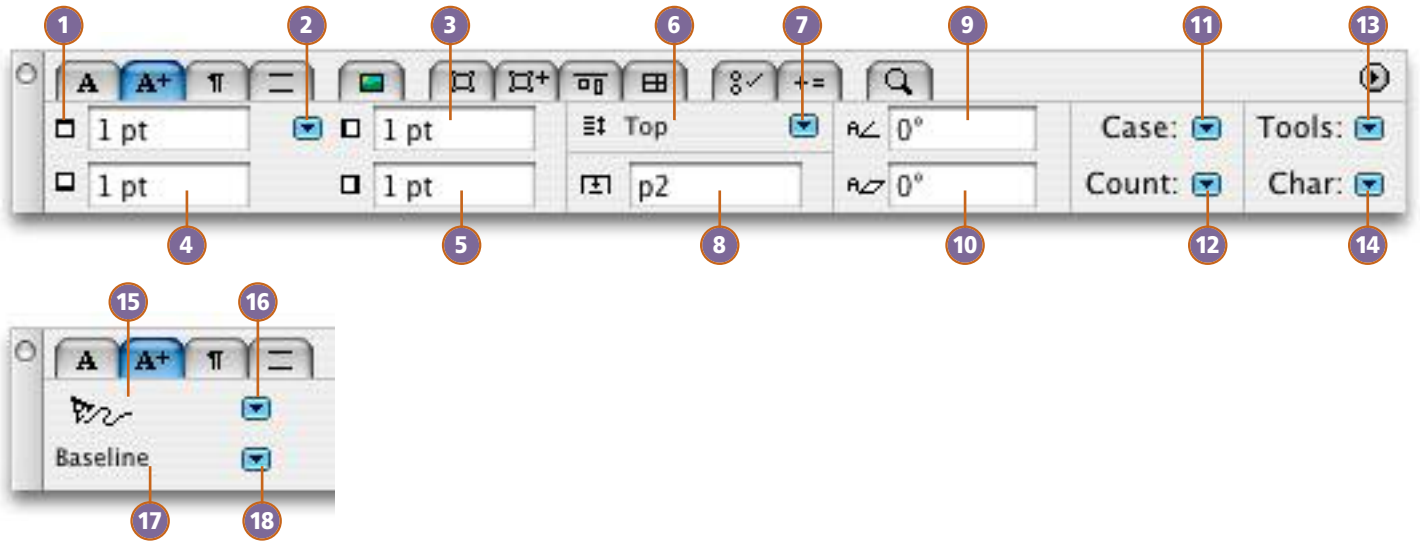 1 2 3 6 7 9 11 13
A A+ ¶ + =
1 pt 1 pt Top 0° Case: Tools:
1 pt 1 pt p2 0° Count: Char:
4 5 8 10 12 14
15 16
A A+ ¶
Baseline
17 18